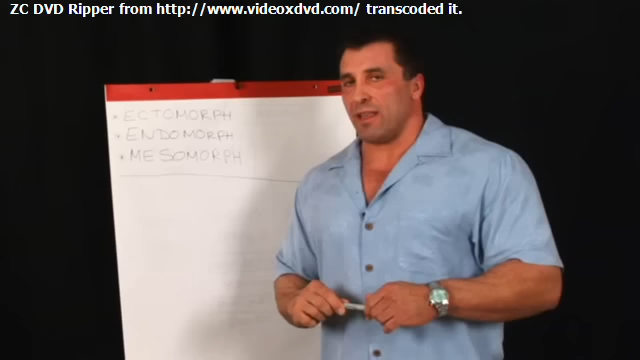 ZC DVD Ripper from http://www.videoxdvd.com/ transcoded it.
* ECTOMORPH
* ENDOMORPH
* MESOMORPH